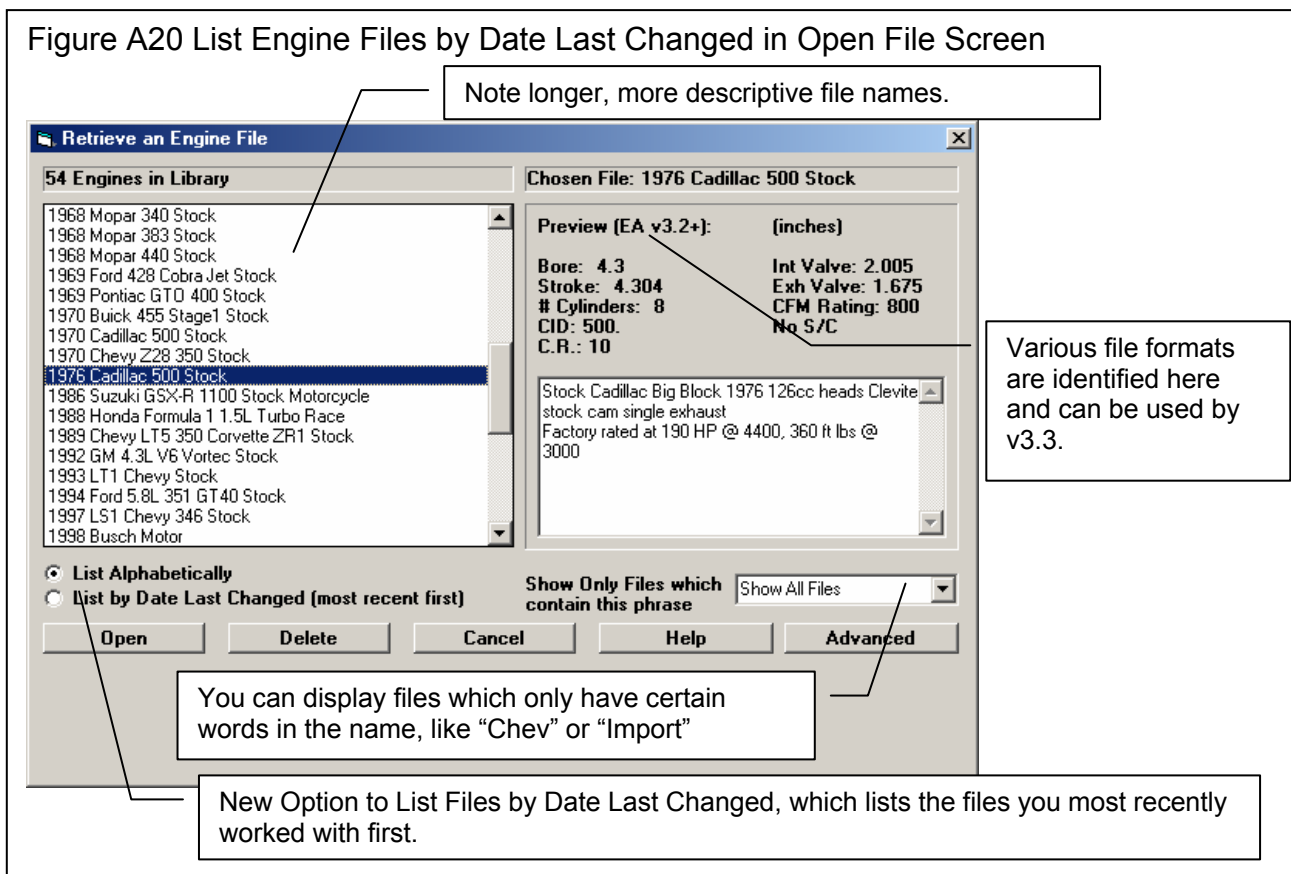 Figure A20 List Engine Files by Date Last Changed in Open File Screen
Note longer, more descriptive file names.
Retrieve an Engine File
54 Engines in Library
Chosen File: 1976 Cadillac 500 Stock
1968 Mopar 340 Stock
1968 Mopar 383 Stock
1968 Mopar 440 Stock
1969 Ford 428 Cobra Jet Stock
1969 Pontiac GTO 400 Stock
1970 Buick 455 Stage1 Stock
1970 Cadillac 500 Stock
1970 Chevy Z28 350 Stock
1976 Cadillac 500 Stock
1986 Suzuki GSX-R 1100 Stock Motorcycle
1988 Honda Formula 1 1.5L Turbo Race
1989 Chevy LT5 350 Corvette ZR1 Stock
1992 GM 4.3L V6 Vortec Stock
1993 LT1 Chevy Stock
1994 Ford 5.8L 351 GT40 Stock
1997 LS1 Chevy 346 Stock
1998 Busch Motor
Preview (EA v3.2+): (inches)
Bore: 4.3 Int Valve: 2.005
Stroke: 4.304 Exh Valve: 1.675
# Cylinders: 8 CFM Rating: 800
CID: 500. No S/C
C.R.: 10
Stock Cadillac Big Block 1976 126cc heads Clevite
stock cam single exhaust
Factory rated at 190 HP @ 4400, 360 ft lbs @
3000
Various file formats
are identified here
and can be used by
v3.3.
List Alphabetically
List by Date Last Changed (most recent first)
Show Only Files which
contain this phrase
Show All Files
Open Delete Cancel Help Advanced
You can display files which only have certain
words in the name, like “Chev” or “Import”
New Option to List Files by Date Last Changed, which lists the files you most recently
worked with first.